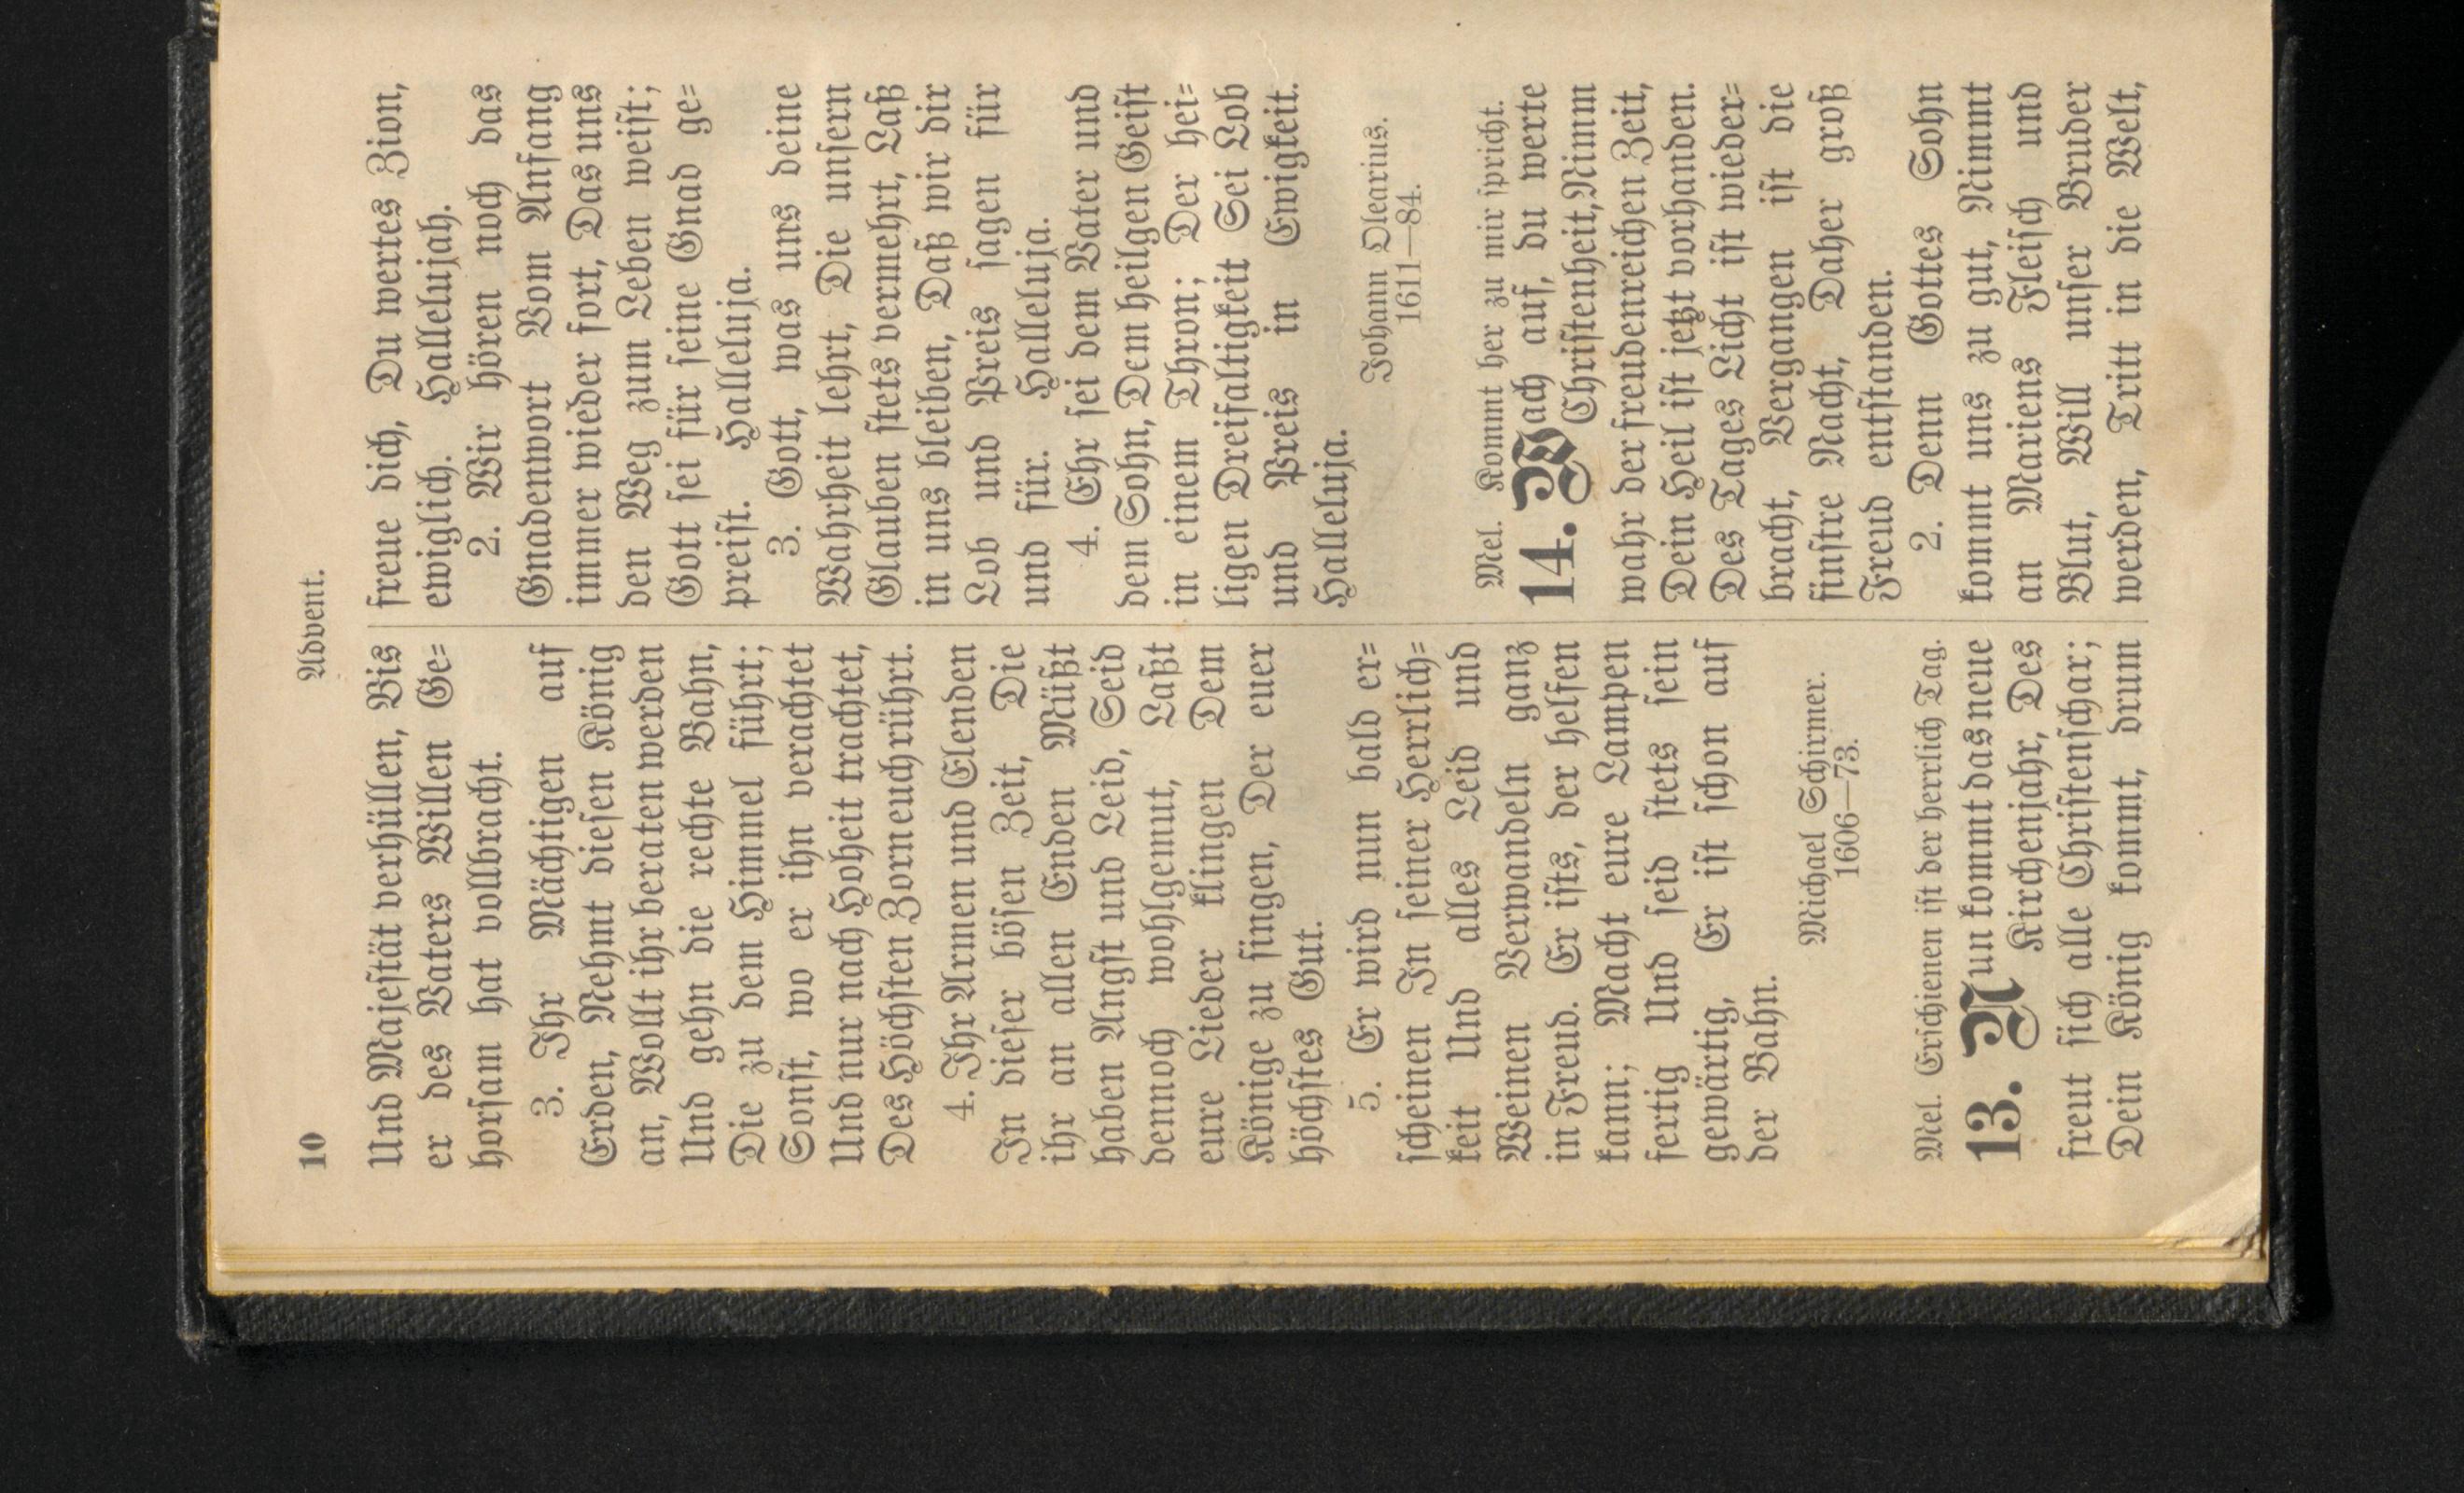 10
Advent.
Und Majestät verhüllen, Bis
er des Vaters Willen Ge=
horsam hat vollbracht.
3. Ihr Mächtigen auf
Erden, Nehmt diesen König
an, Wollt ihr beraten werden
Und gehn die rechte Bahn,
Die zu dem Himmel führt;
Sonst, wo er ihn verachtet
Und nur nach Hoheit trachtet,
Des Höchsten Zorn euch rührt.
4. Ihr Armen und Elenden
In dieser bösen Zeit, Die
ihr an allen Enden Müßt
haben Angst und Leid, Seid
dennoch wohlgemut, Laßt
eure Lieder klingen Dem
Könige zu singen, Der euer
höchstes Gut.
5. Er wird nun bald er=
scheinen In seiner Herrlich=
keit Und alles Leid und
Weinen Verwandeln ganz
in Freud. Er ists, der helfen
kann; Macht eure Lampen
fertig Und seid stets sein
gewärtig, Er ist schon auf
der Bahn.
Michael Schirmer.
1606—73.
Mel. Erschienen ist der herrlich Tag.
13. Nun kommt das neue
Kirchenjahr, Des
freut sich alle Christenschar;
Dein König kommt, drum
freue dich, Du wertes Zion,
ewiglich. Hallelujah.
2. Wir hören noch das
Gnadenwort Vom Anfang
immer wieder fort, Das uns
den Weg zum Leben weist;
Gott sei für seine Gnad ge=
preist. Halleluja.
3. Gott, was uns deine
Wahrheit lehrt, Die unsern
Glauben stets vermehrt, Laß
in uns bleiben, Daß wir dir
Lob und Preis sagen für
und für. Halleluja.
4. Ehr sei dem Vater und
dem Sohn, Dem heilgen Geist
in einem Thron; Der hei=
ligen Dreifaltigkeit Sei Lob
und Preis in Ewigkeit.
Halleluja.
Johann Olearius.
1611—84.
Mel. Kommt her zu mir spricht.
14. Wach auf, du werte
Christenheit, Nimm
wahr der freudenreichen Zeit,
Dein Heil ist jetzt vorhanden.
Des Tages Licht ist wieder=
bracht, Vergangen ist die
finstre Nacht, Daher groß
Freud entstanden.
2. Denn Gottes Sohn
kommt uns zu gut, Nimmt
an Mariens Fleisch und
Blut, Will unser Bruder
werden, Tritt in die Welt,